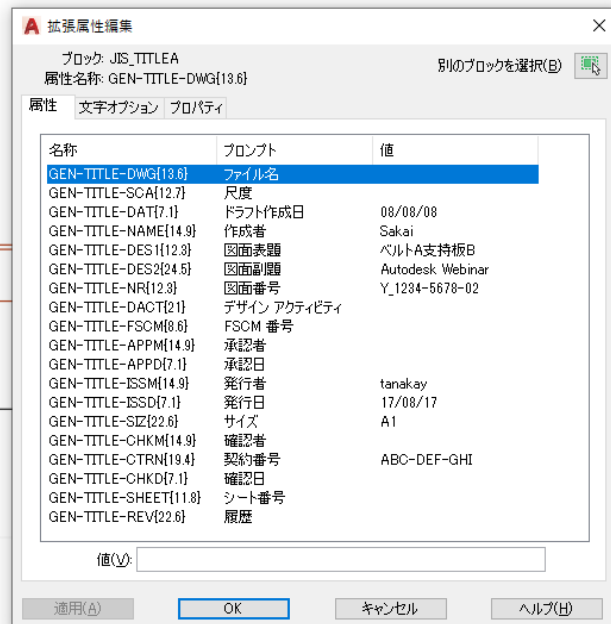 A 拡張属性編集
ブロック: JIS_TITLEA
属性名称: GEN-TITLE-DWG{13.6}
別のブロックを選択(B)
属性 文字オプション プロパティ
名称 プロンプト 値
GEN-TITLE-DWG{13.6} ファイル名
GEN-TITLE-SCA{12.7} 尺度
GEN-TITLE-DAT{7.1} ドラフト作成日 08/08/08
GEN-TITLE-NAME{14.9} 作成者 Sakai
GEN-TITLE-DES1{12.3} 図面表題 ベルトA支持板B
GEN-TITLE-DES2{24.5} 図面副題 Autodesk Webinar
GEN-TITLE-NR{12.3} 図面番号 Y_1234-5678-02
GEN-TITLE-DACT{21} デザイン アクティビティ
GEN-TITLE-FSCM{8.6} FSCM 番号
GEN-TITLE-APPM{14.9} 承認者
GEN-TITLE-APPD{7.1} 承認日
GEN-TITLE-ISSM{14.9} 発行者 tanakay
GEN-TITLE-ISSD{7.1} 発行日 17/08/17
GEN-TITLE-SIZ{22.6} サイズ A1
GEN-TITLE-CHKM{14.9} 確認者
GEN-TITLE-CTRN{19.4} 契約番号 ABC-DEF-GHI
GEN-TITLE-CHKD{7.1} 確認日
GEN-TITLE-SHEET{11.8} シート番号
GEN-TITLE-REV{22.6} 履歴
値(V):
適用(A) OK キャンセル ヘルプ(H)